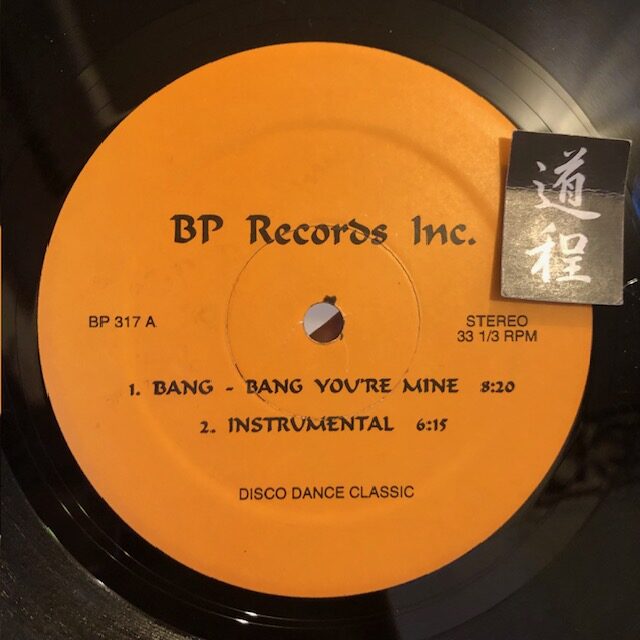 BP Records Inc.
道程
BP 317 A
STEREO
33 1/3 RPM
1. BANG - BANG YOU'RE MINE 8:20
2. INSTRUMENTAL 6:15
DISCO DANCE CLASSIC